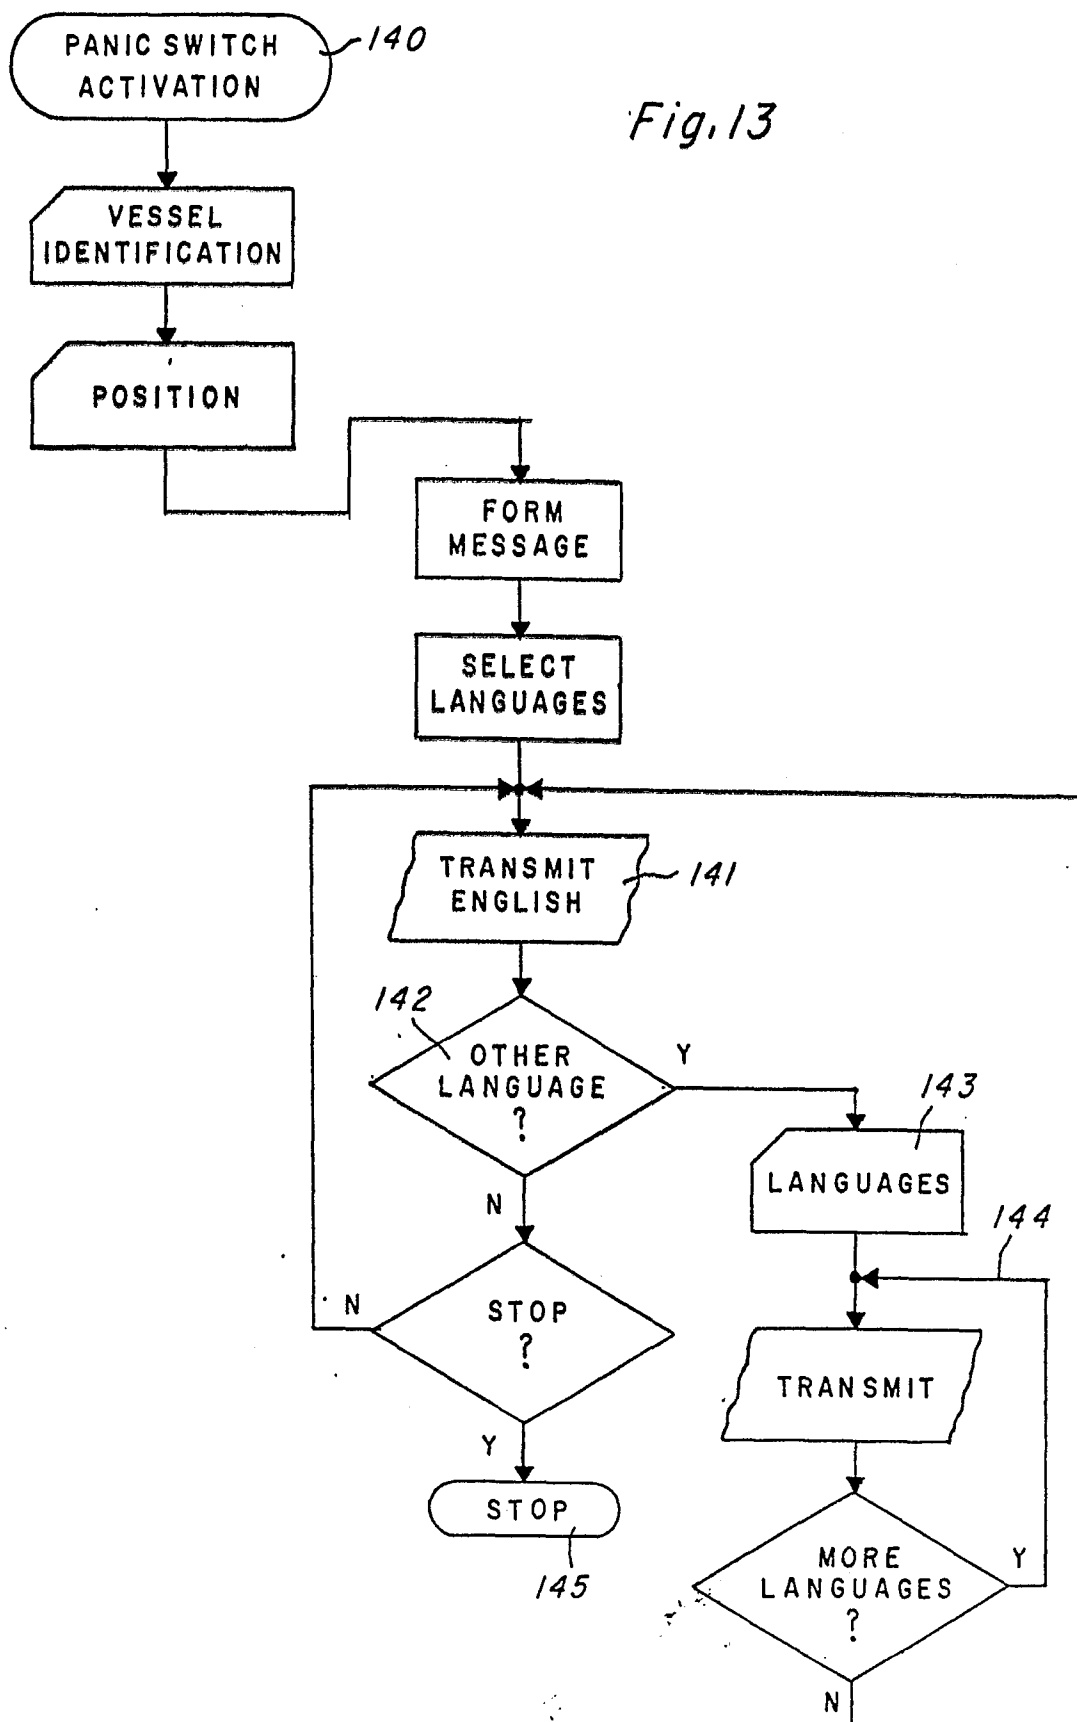 PANIC SWITCH
ACTIVATION
140
Fig. 13
VESSEL
IDENTIFICATION
POSITION
FORM
MESSAGE
SELECT
LANGUAGES
TRANSMIT
ENGLISH
141
142
OTHER
LANGUAGE
?
Y
N
143
LANGUAGES
144
STOP
?
N
Y
TRANSMIT
STOP
145
MORE
LANGUAGES
?
Y
N